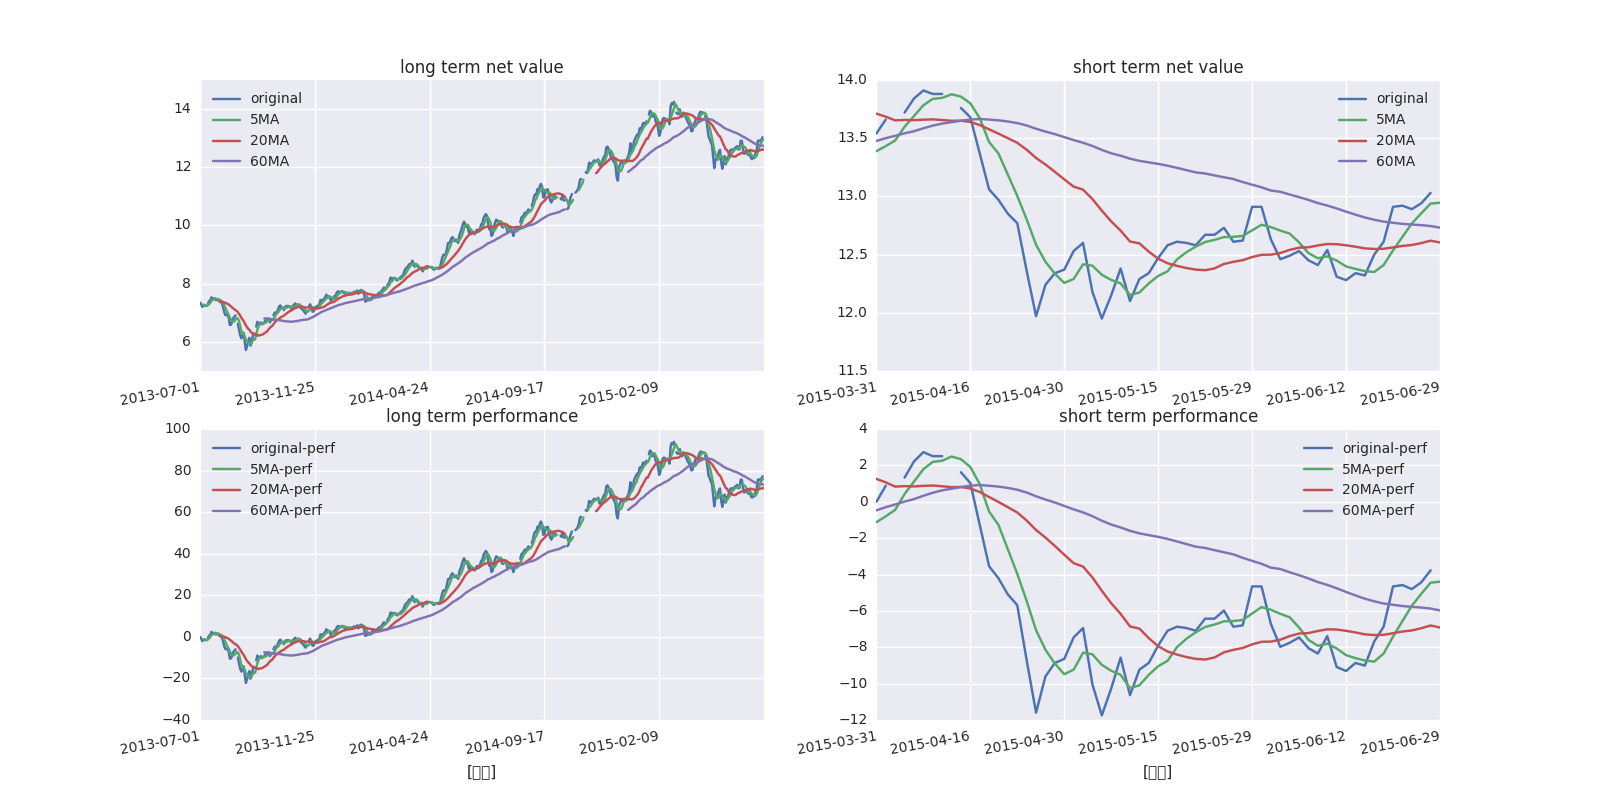 long term net value
14
12
10
8
6
original
5MA
20MA
60MA
2013-07-01
2013-11-25
2014-04-24
2014-09-17
2015-02-09
short term net value
14.0
13.5
13.0
12.5
12.0
11.5
original
5MA
20MA
60MA
2015-03-31
2015-04-16
2015-04-30
2015-05-15
2015-05-29
2015-06-12
2015-06-29
long term performance
100
80
60
40
20
0
−20
−40
original-perf
5MA-perf
20MA-perf
60MA-perf
2013-07-01
2013-11-25
2014-04-24
2014-09-17
2015-02-09
short term performance
4
2
0
−2
−4
−6
−8
−10
−12
original-perf
5MA-perf
20MA-perf
60MA-perf
2015-03-31
2015-04-16
2015-04-30
2015-05-15
2015-05-29
2015-06-12
2015-06-29